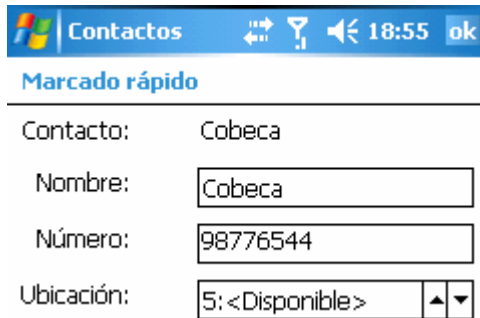 Contactos 18:55 ok
Marcado rápido
Contacto: Cobeca
Nombre: Cobeca
Número: 98776544
Ubicación: 5:<Disponible>